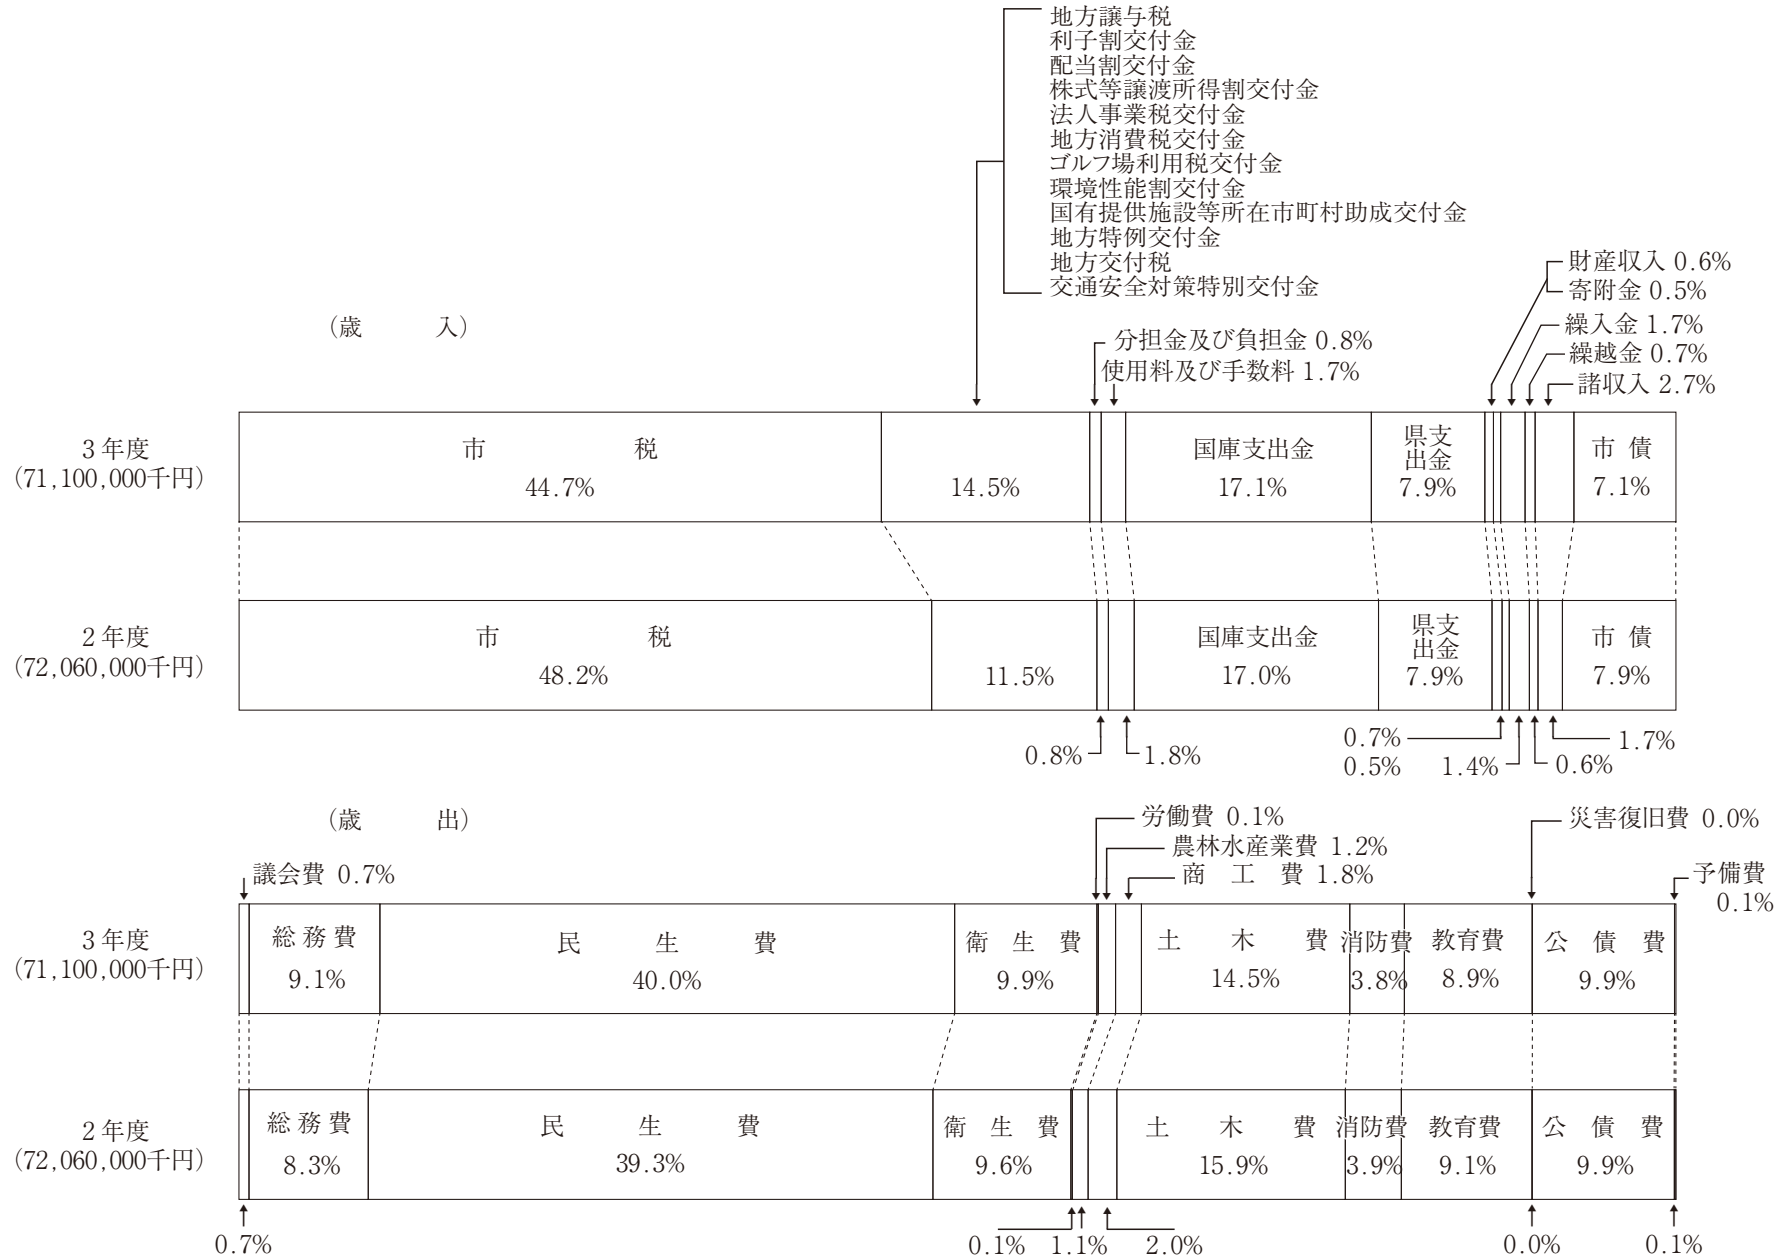 地方譲与税
利子割交付金
配当割交付金
株式等譲渡所得割交付金
法人事業税交付金
地方消費税交付金
ゴルフ場利用税交付金
環境性能割交付金
国有提供施設等所在市町村助成交付金
地方特例交付金
地方交付税
交通安全対策特別交付金
財産収入 0.6%
寄附金 0.5%
繰入金 1.7%
繰越金 0.7%
諸収入 2.7%
分担金及び負担金 0.8%
使用料及び手数料 1.7%
（歳 入）
3 年度
(71,100,000千円)
市 税
44.7%
14.5%
国庫支出金
17.1%
県支
出金
7.9%
市 債
7.1%
2 年度
(72,060,000千円)
市 税
48.2%
11.5%
国庫支出金
17.0%
県支
出金
7.9%
市 債
7.9%
0.8%
1.8%
0.7%
0.5%
1.4%
0.6%
1.7%
（歳 出）
議会費 0.7%
労働費 0.1%
農林水産業費 1.2%
商 工 費 1.8%
災害復旧費 0.0%
予備費
0.1%
3 年度
(71,100,000千円)
総 務 費
9.1%
民 生 費
40.0%
衛 生 費
9.9%
土 木 費
14.5%
消防費
3.8%
教育費
8.9%
公 債 費
9.9%
2 年度
(72,060,000千円)
総 務 費
8.3%
民 生 費
39.3%
衛 生 費
9.6%
土 木 費
15.9%
消防費
3.9%
教育費
9.1%
公 債 費
9.9%
0.7%
0.1%
1.1%
2.0%
0.0%
0.1%